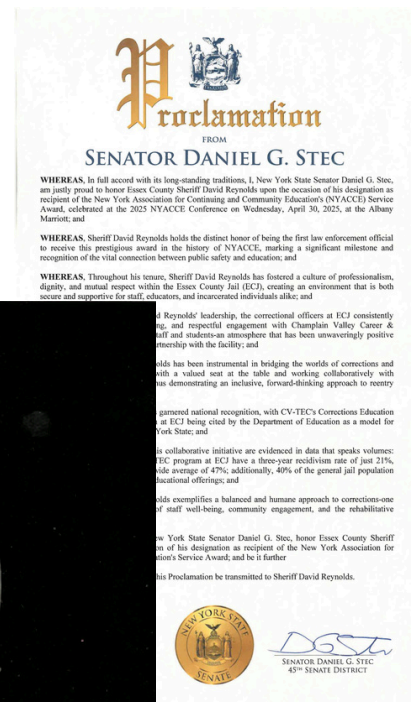 Proclamation
FROM
SENATOR DANIEL G. STEC
WHEREAS, In full accord with its long-standing traditions, I, New York State Senator Daniel G. Stec,
am justly proud to honor Essex County Sheriff David Reynolds upon the occasion of his designation as
recipient of the New York Association for Continuing and Community Education's (NYACCE) Service
Award, celebrated at the 2025 NYACCE Conference on Wednesday, April 30, 2025, at the Albany
Marriott; and
WHEREAS, Sheriff David Reynolds holds the distinct honor of being the first law enforcement official
to receive this prestigious award in the history of NYACCE, marking a significant milestone and
recognition of the vital connection between public safety and education; and
WHEREAS, Throughout his tenure, Sheriff David Reynolds has fostered a culture of professionalism,
dignity, and mutual respect within the Essex County Jail (ECJ), creating an environment that is both
secure and supportive for staff, educators, and incarcerated individuals alike; and
d Reynolds' leadership, the correctional officers at ECJ consistently
ng, and respectful engagement with Champlain Valley Career &
taff and students-an atmosphere that has been unwaveringly positive
rtnership with the facility; and
olds has been instrumental in bridging the worlds of corrections and
with a valued seat at the table and working collaboratively with
us demonstrating an inclusive, forward-thinking approach to reentry
garnered national recognition, with CV-TEC's Corrections Education
at ECJ being cited by the Department of Education as a model for
York State; and
is collaborative initiative are evidenced in data that speaks volumes:
TEC program at ECJ have a three-year recidivism rate of just 21%,
wide average of 47%; additionally, 40% of the general jail population
ducational offerings; and
olds exemplifies a balanced and humane approach to corrections-one
of staff well-being, community engagement, and the rehabilitative
ew York State Senator Daniel G. Stec, honor Essex County Sheriff
on of his designation as recipient of the New York Association for
ation's Service Award; and be it further
his Proclamation be transmitted to Sheriff David Reynolds.
NEW YORK STATE
SENATE
SENATOR DANIEL G. STEC
45TH SENATE DISTRICT